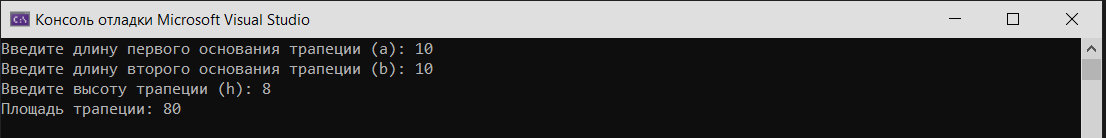 Консоль отладки Microsoft Visual Studio
Введите длину первого основания трапеции (a): 10
Введите длину второго основания трапеции (b): 10
Введите высоту трапеции (h): 8
Площадь трапеции: 80